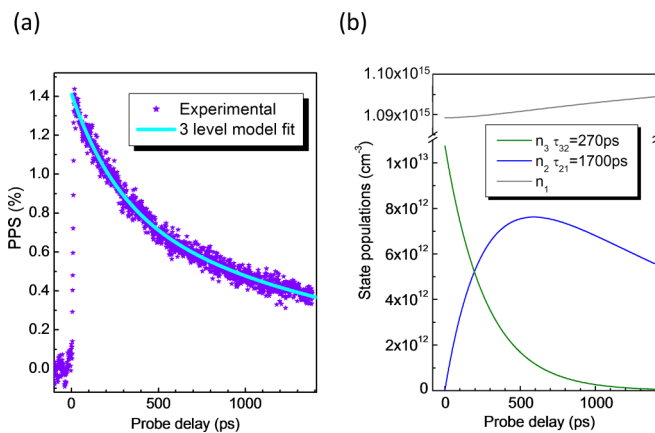 (a)
(b)
1.4
1.2
1.0
0.8
0.6
0.4
0.2
0.0
PPS (%)
Experimental
3 level model fit
0
500
1000
Probe delay (ps)
1.10x10¹⁵
1.09x10¹⁵
1x10¹³
8x10¹²
6x10¹²
4x10¹²
2x10¹²
0
State populations (cm⁻³)
n₃ τ₃₂=270ps
n₂ τ₂₁=1700ps
n₁
0
500
1000
Probe delay (ps)